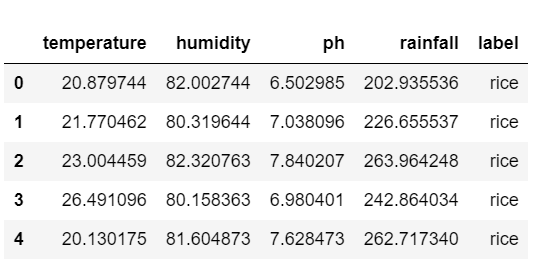 temperature humidity ph rainfall label
0 20.879744 82.002744 6.502985 202.935536 rice
1 21.770462 80.319644 7.038096 226.655537 rice
2 23.004459 82.320763 7.840207 263.964248 rice
3 26.491096 80.158363 6.980401 242.864034 rice
4 20.130175 81.604873 7.628473 262.717340 rice